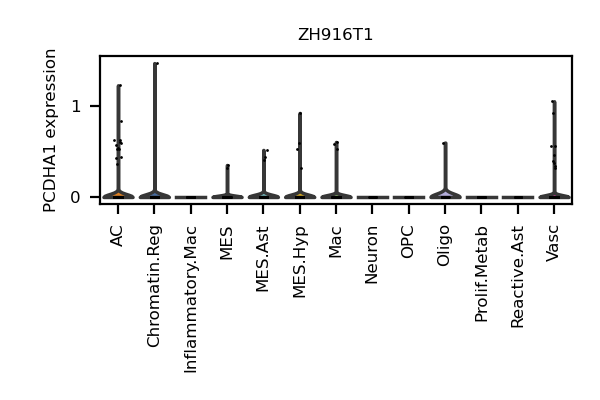 ZH916T1
PCDHA1 expression
1
0
AC
Chromatin.Reg
Inflammatory.Mac
MES
MES.Ast
MES.Hyp
Mac
Neuron
OPC
Oligo
Prolif.Metab
Reactive.Ast
Vasc